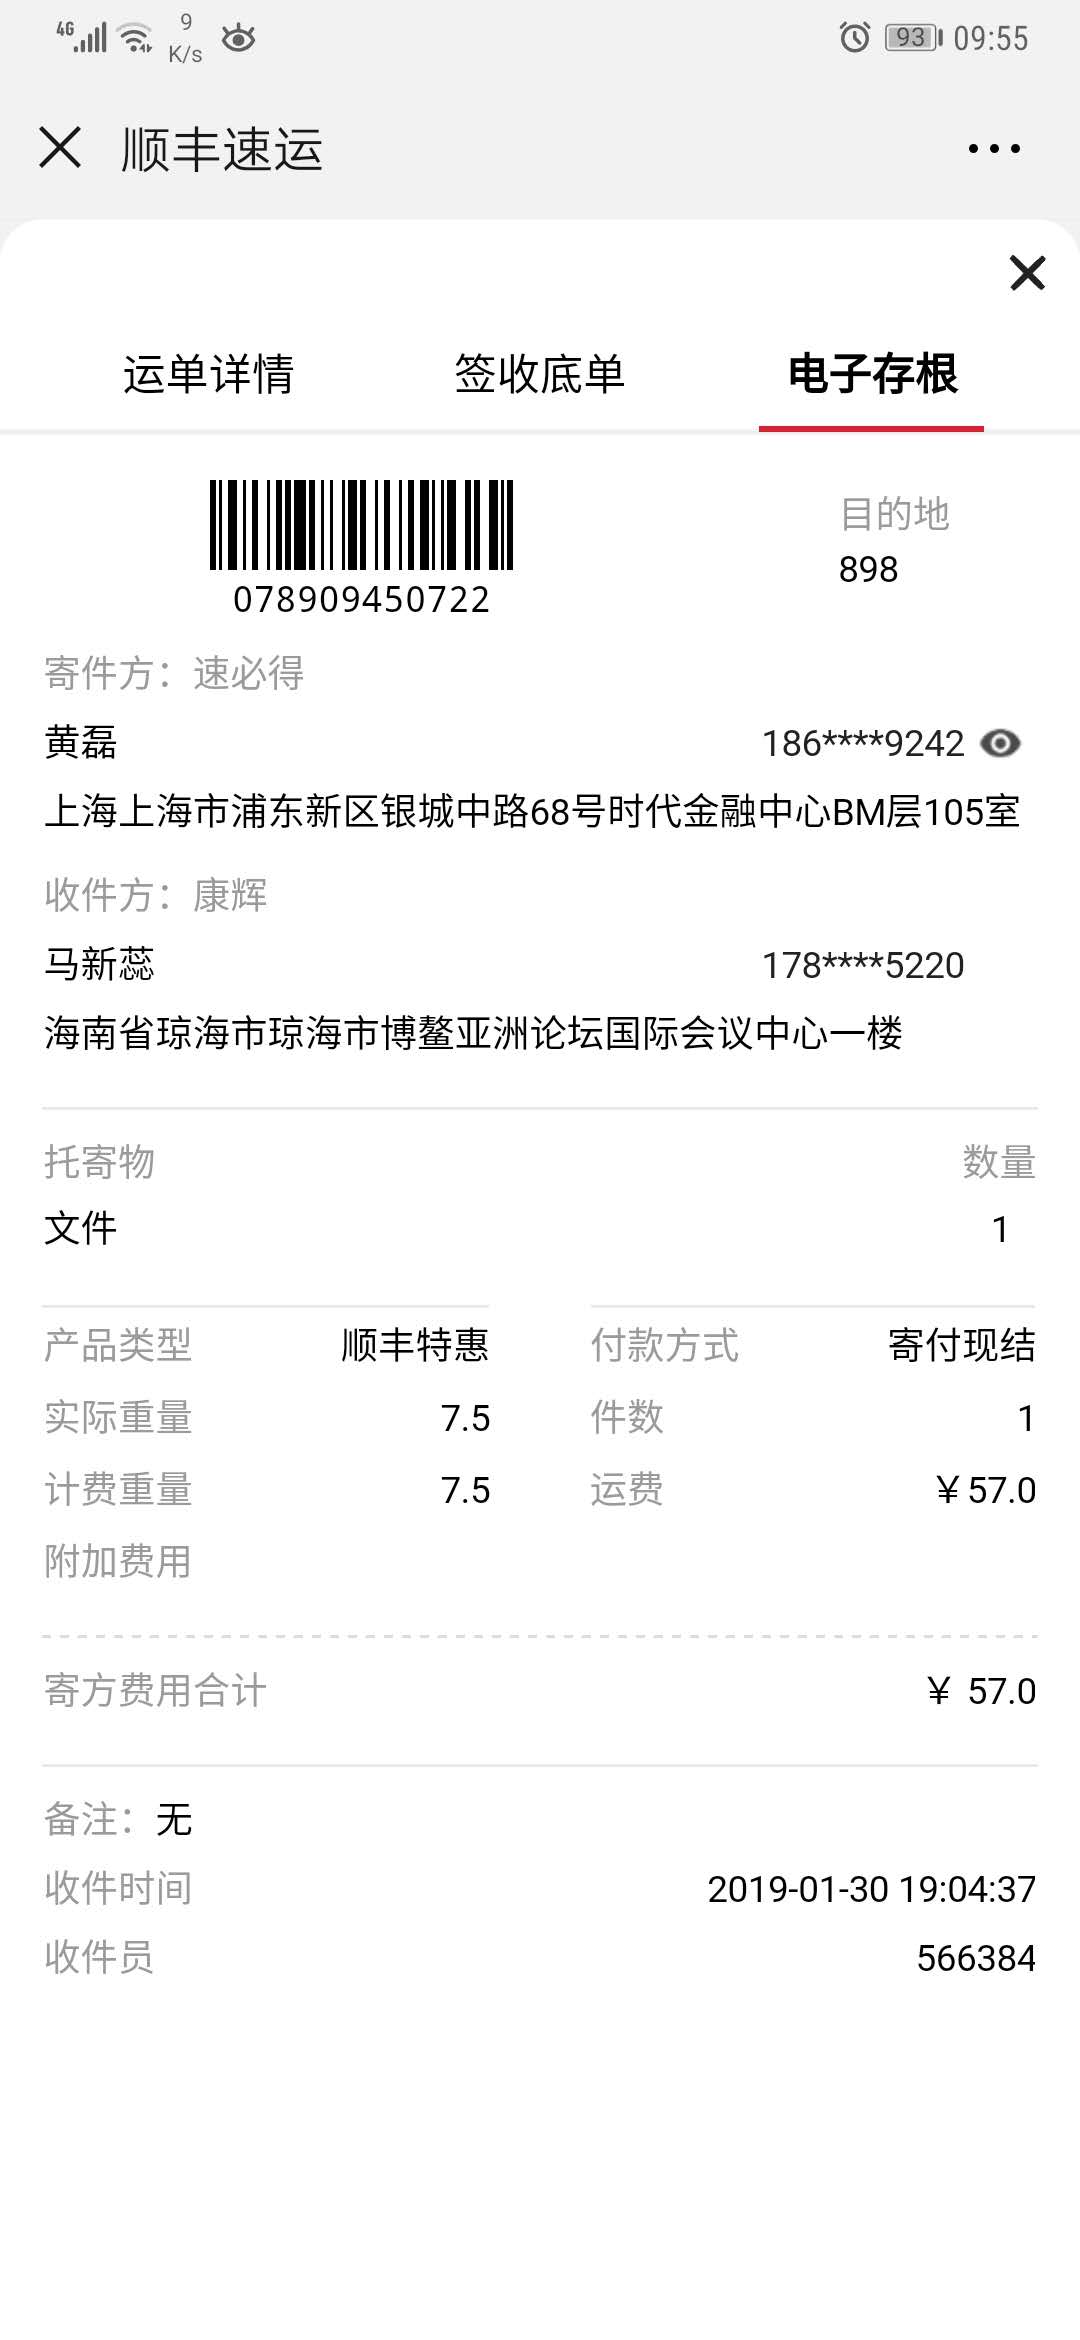 4G 9 K/s 93 09:55
顺丰速运
运单详情 签收底单 电子存根
目的地
898
078909450722
寄件方：速必得
黄磊 186****9242
上海上海市浦东新区银城中路68号时代金融中心BM层105室
收件方：康辉
马新蕊 178****5220
海南省琼海市琼海市博鳌亚洲论坛国际会议中心一楼
托寄物 数量
文件 1
产品类型 顺丰特惠 付款方式 寄付现结
实际重量 7.5 件数 1
计费重量 7.5 运费 ￥57.0
附加费用
寄方费用合计 ￥ 57.0
备注：无
收件时间 2019-01-30 19:04:37
收件员 566384